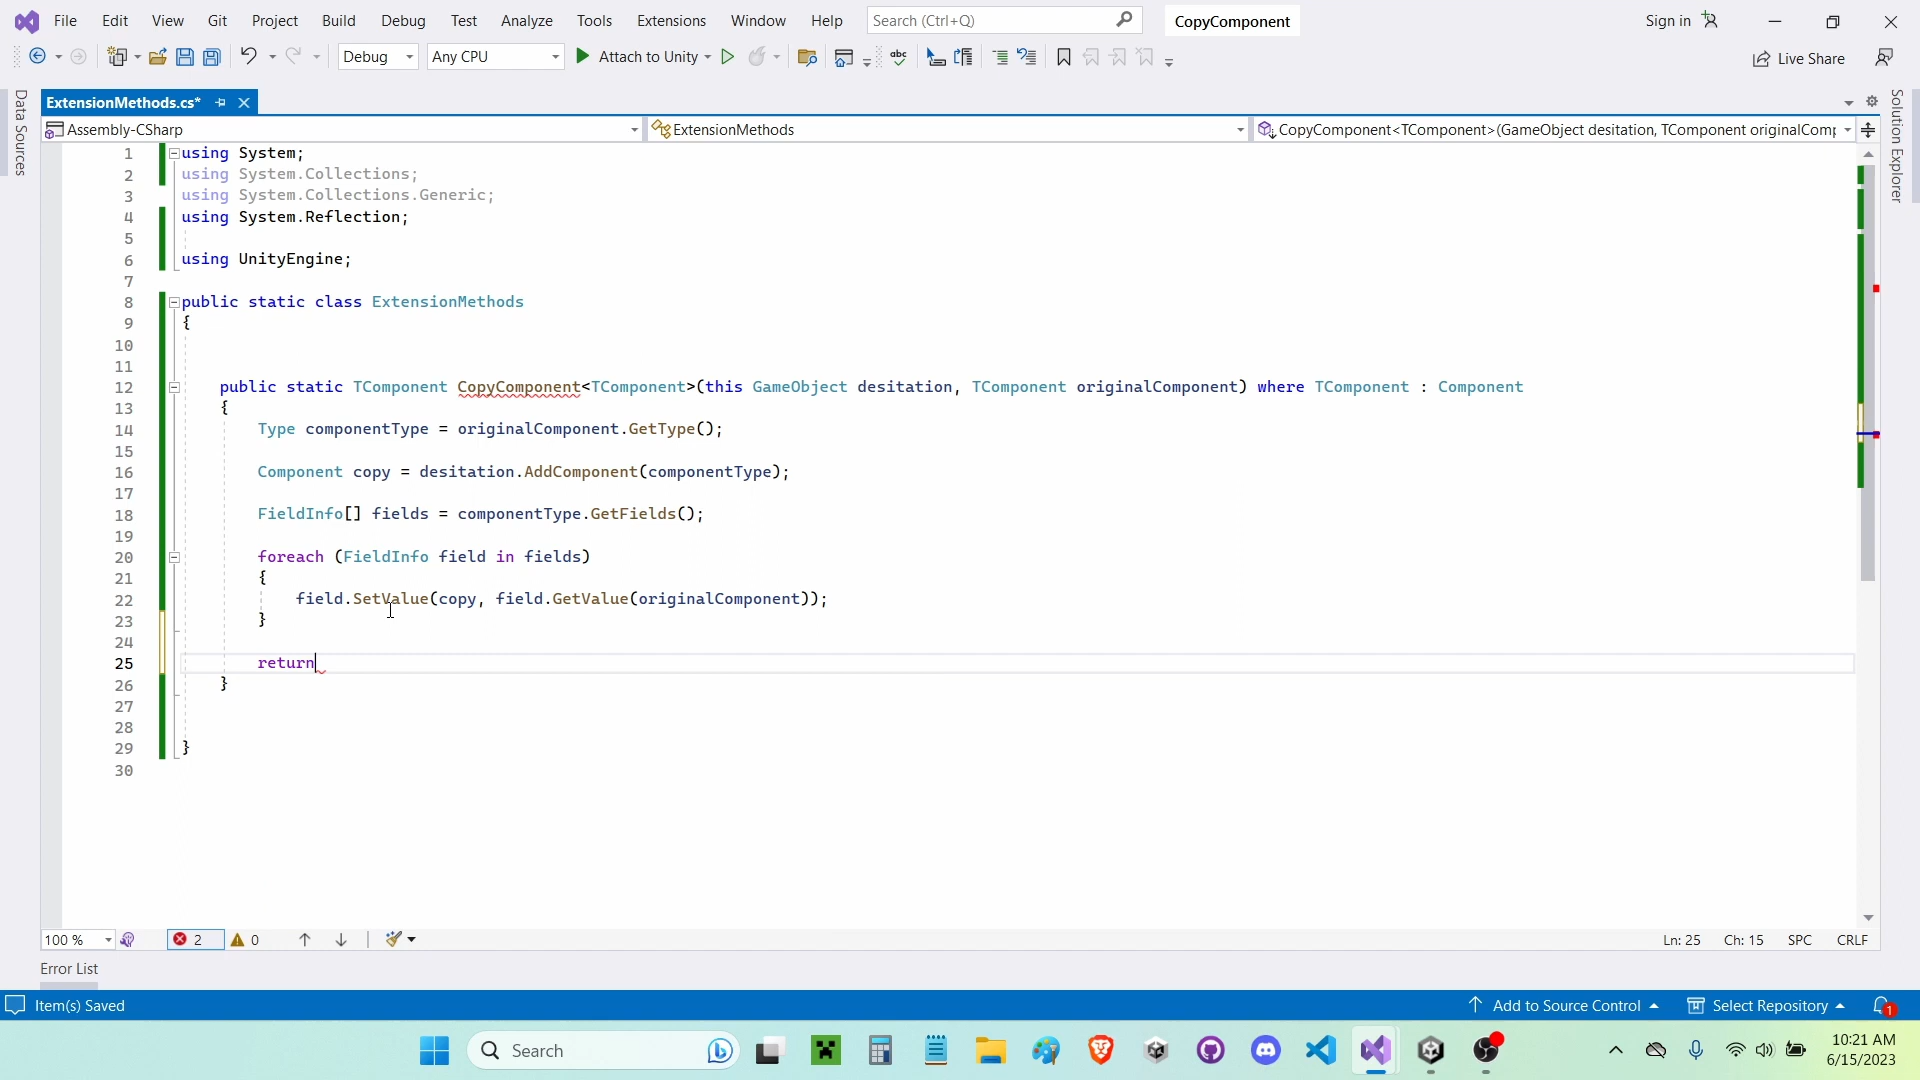 File Edit View Git Project Build Debug Test Analyze Tools Extensions Window Help Search (Ctrl+Q) CopyComponent Sign in
Debug Any CPU Attach to Unity abc Live Share
Data Sources
ExtensionMethods.cs*
Solution Explorer
Assembly-CSharp ExtensionMethods CopyComponent<TComponent>(GameObject desitation, TComponent originalComp
1 using System;
2 using System.Collections;
3 using System.Collections.Generic;
4 using System.Reflection;
5
6 using UnityEngine;
7
8 public static class ExtensionMethods
9 {
10
11
12 public static TComponent CopyComponent<TComponent>(this GameObject desitation, TComponent originalComponent) where TComponent : Component
13 {
14 Type componentType = originalComponent.GetType();
15
16 Component copy = desitation.AddComponent(componentType);
17
18 FieldInfo[] fields = componentType.GetFields();
19
20 foreach (FieldInfo field in fields)
21 {
22 field.SetValue(copy, field.GetValue(originalComponent));
23 }
24
25 return
26 }
27
28
29 }
30
100 % 2 0 Ln: 25 Ch: 15 SPC CRLF
Error List
Item(s) Saved Add to Source Control Select Repository 1
Search 10:21 AM
6/15/2023